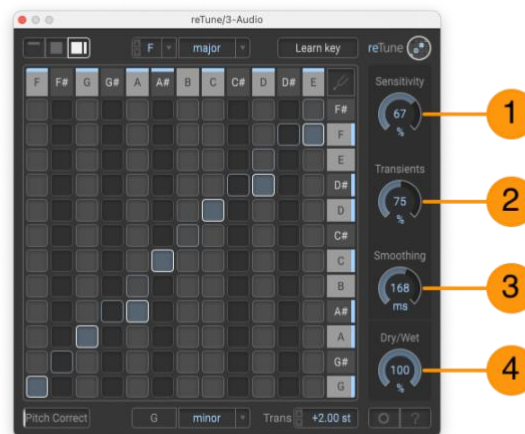 reTune/3-Audio
F major Learn key reTune
F F# G G# A A# B C C# D D# E
F#
F
E
D#
D
C#
C
B
A#
A
G#
G
Sensitivity
67
%
1
Transients
75
%
2
Smoothing
168
ms
3
Dry/Wet
100
%
4
Pitch Correct G minor Trans +2.00 st ?